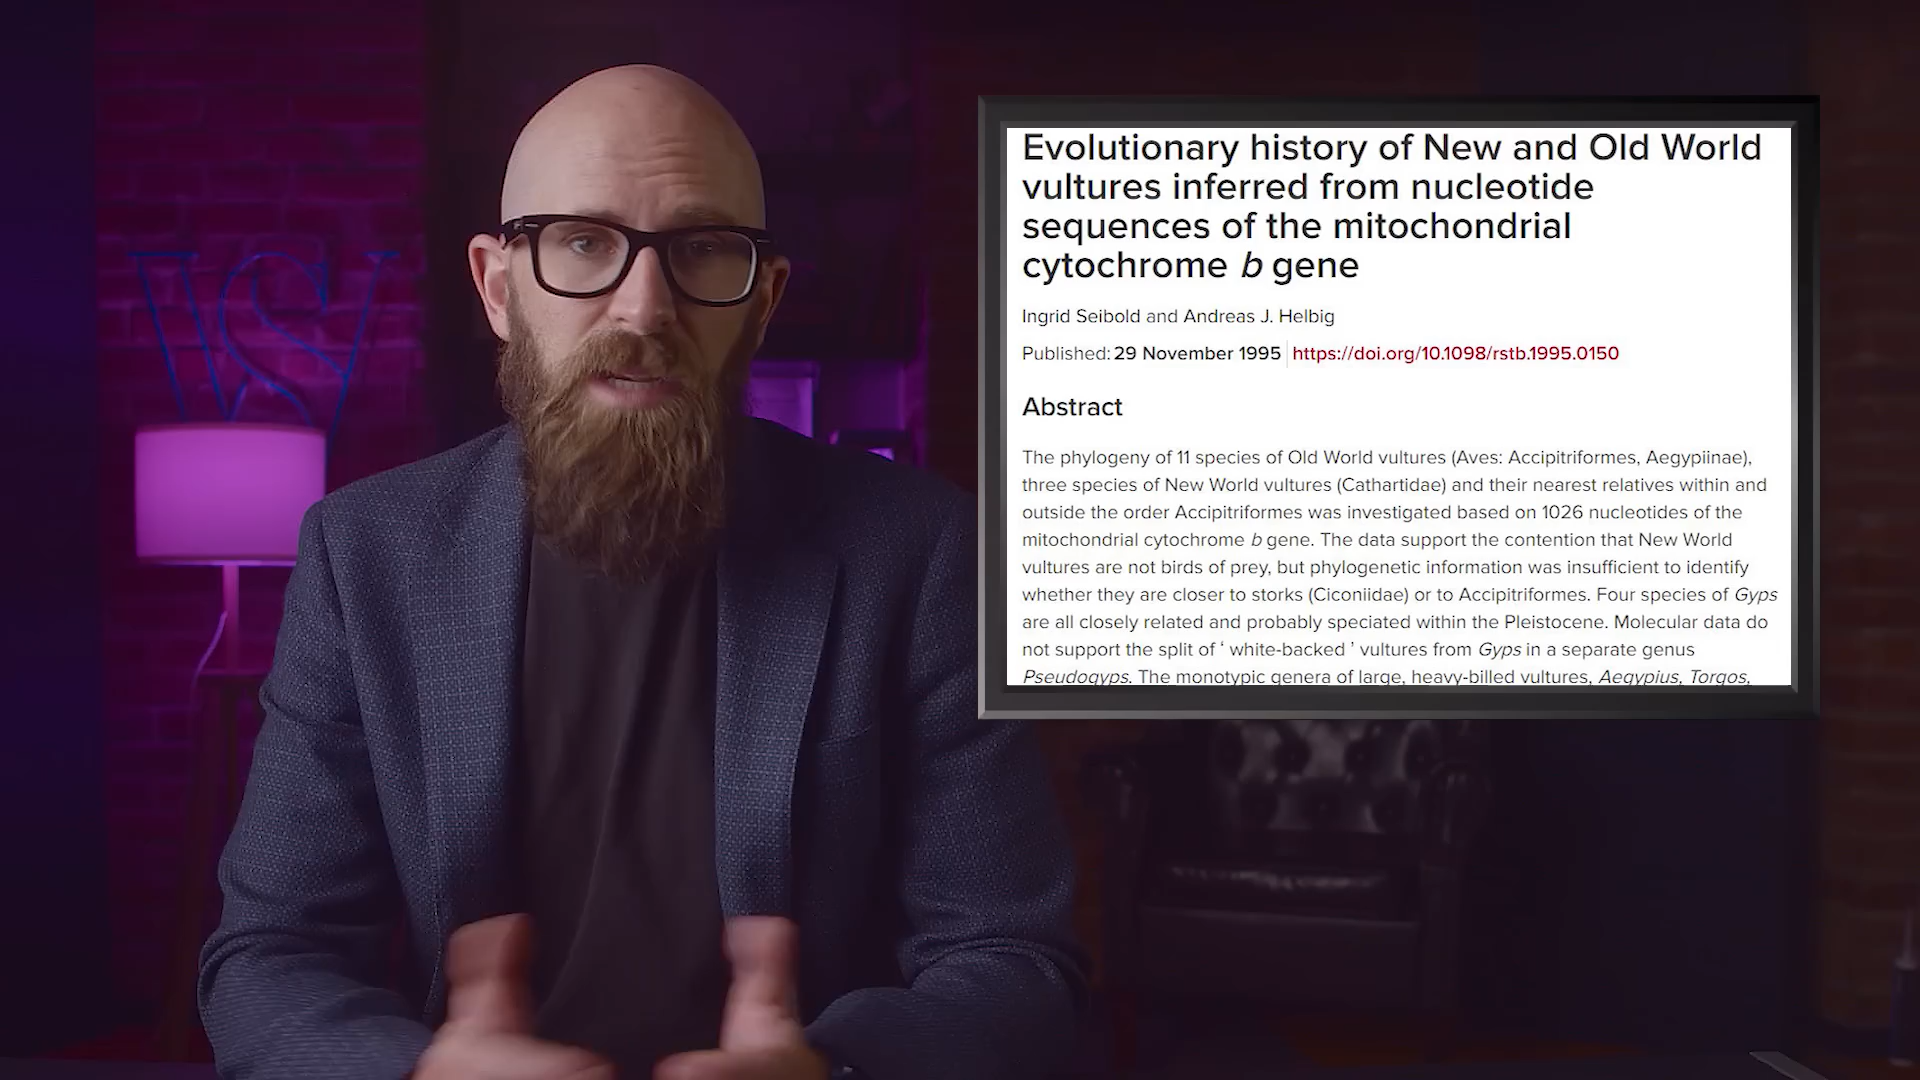 Evolutionary history of New and Old World
vultures inferred from nucleotide
sequences of the mitochondrial
cytochrome b gene
Ingrid Seibold and Andreas J. Helbig
Published: 29 November 1995 https://doi.org/10.1098/rstb.1995.0150
Abstract
The phylogeny of 11 species of Old World vultures (Aves: Accipitriformes, Aegypiinae),
three species of New World vultures (Cathartidae) and their nearest relatives within and
outside the order Accipitriformes was investigated based on 1026 nucleotides of the
mitochondrial cytochrome b gene. The data support the contention that New World
vultures are not birds of prey, but phylogenetic information was insufficient to identify
whether they are closer to storks (Ciconiidae) or to Accipitriformes. Four species of Gyps
are all closely related and probably speciated within the Pleistocene. Molecular data do
not support the split of ‘ white-backed ’ vultures from Gyps in a separate genus
Pseudogyps. The monotypic genera of large, heavy-billed vultures, Aegypius, Torgos,
WS